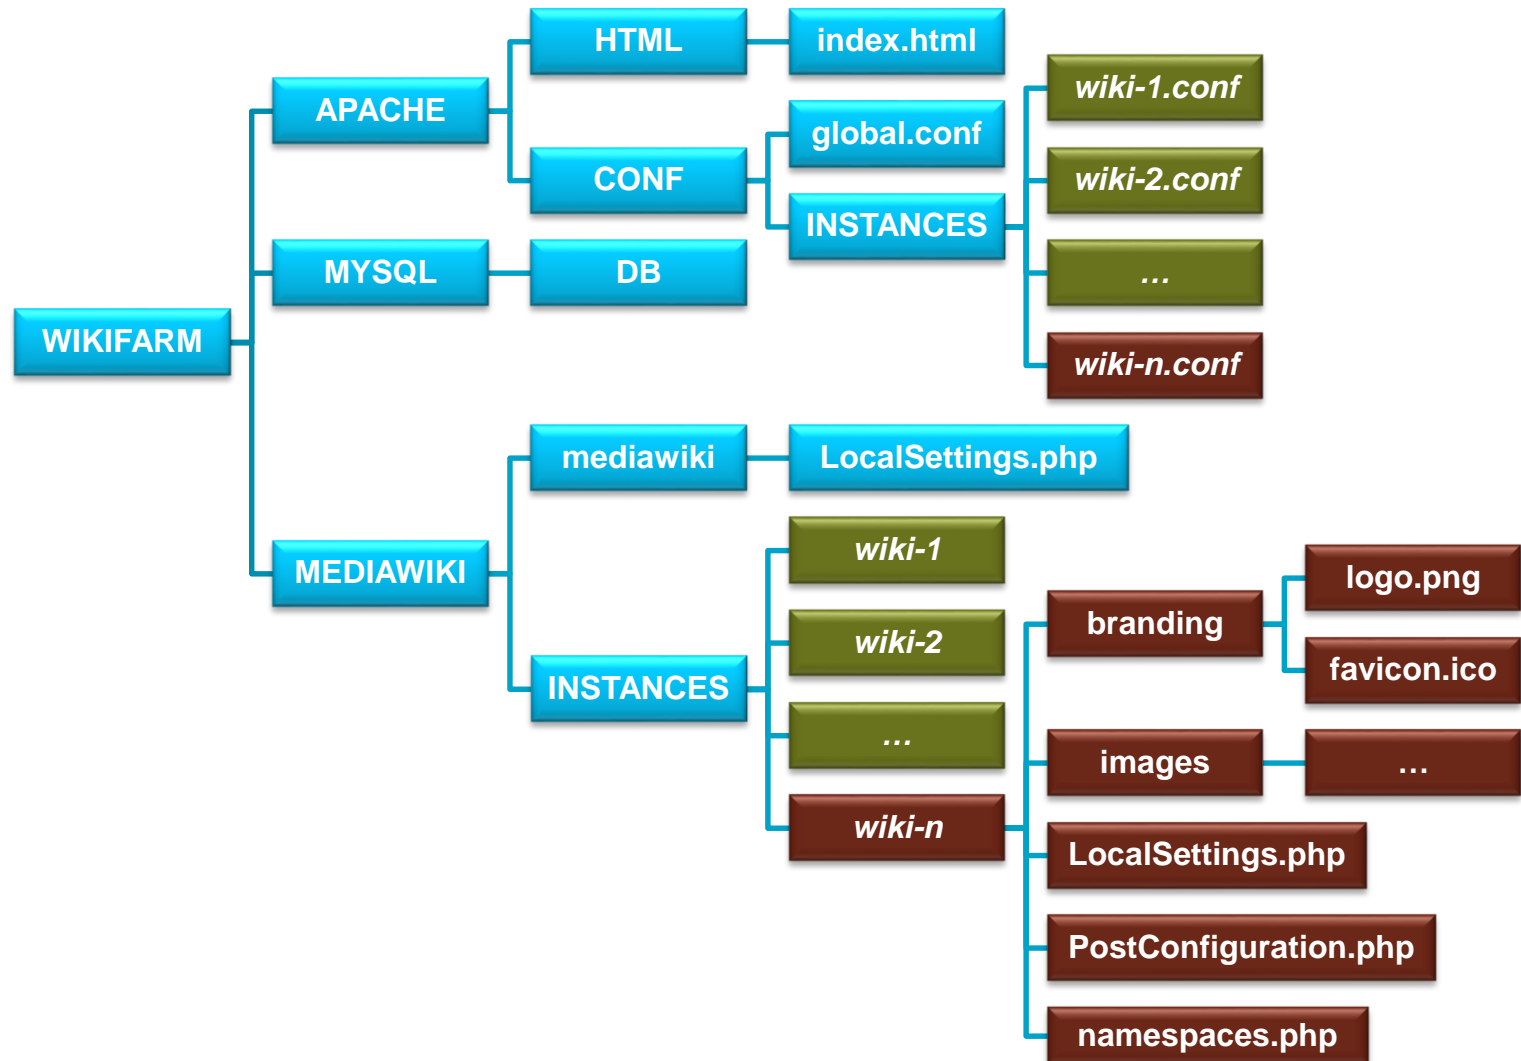 HTML
index.html
wiki-1.conf
APACHE
global.conf
CONF
wiki-2.conf
INSTANCES
MYSQL
DB
...
WIKIFARM
wiki-n.conf
mediawiki
LocalSettings.php
wiki-1
MEDIAWIKI
logo.png
branding
wiki-2
favicon.ico
INSTANCES
...
images
...
wiki-n
LocalSettings.php
PostConfiguration.php
namespaces.php